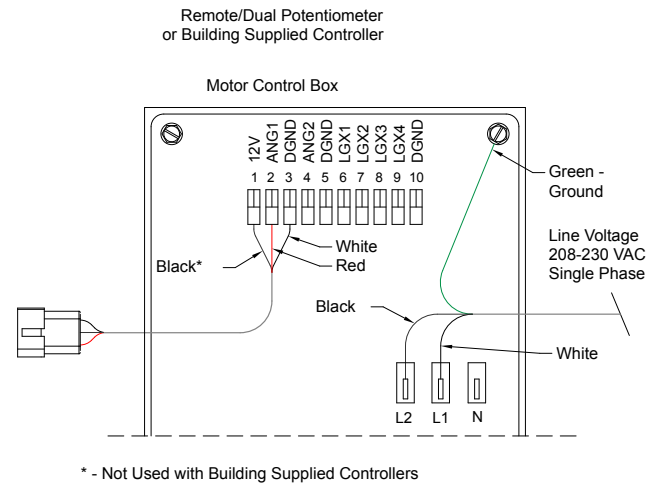 Remote/Dual Potentiometer
or Building Supplied Controller
Motor Control Box
12V ANG1 DGND ANG2 DGND LGX1 LGX2 LGX3 LGX4 DGND
1 2 3 4 5 6 7 8 9 10
Green -
Ground
Line Voltage
208-230 VAC
Single Phase
White
Red
Black*
Black
White
L2 L1 N
* - Not Used with Building Supplied Controllers